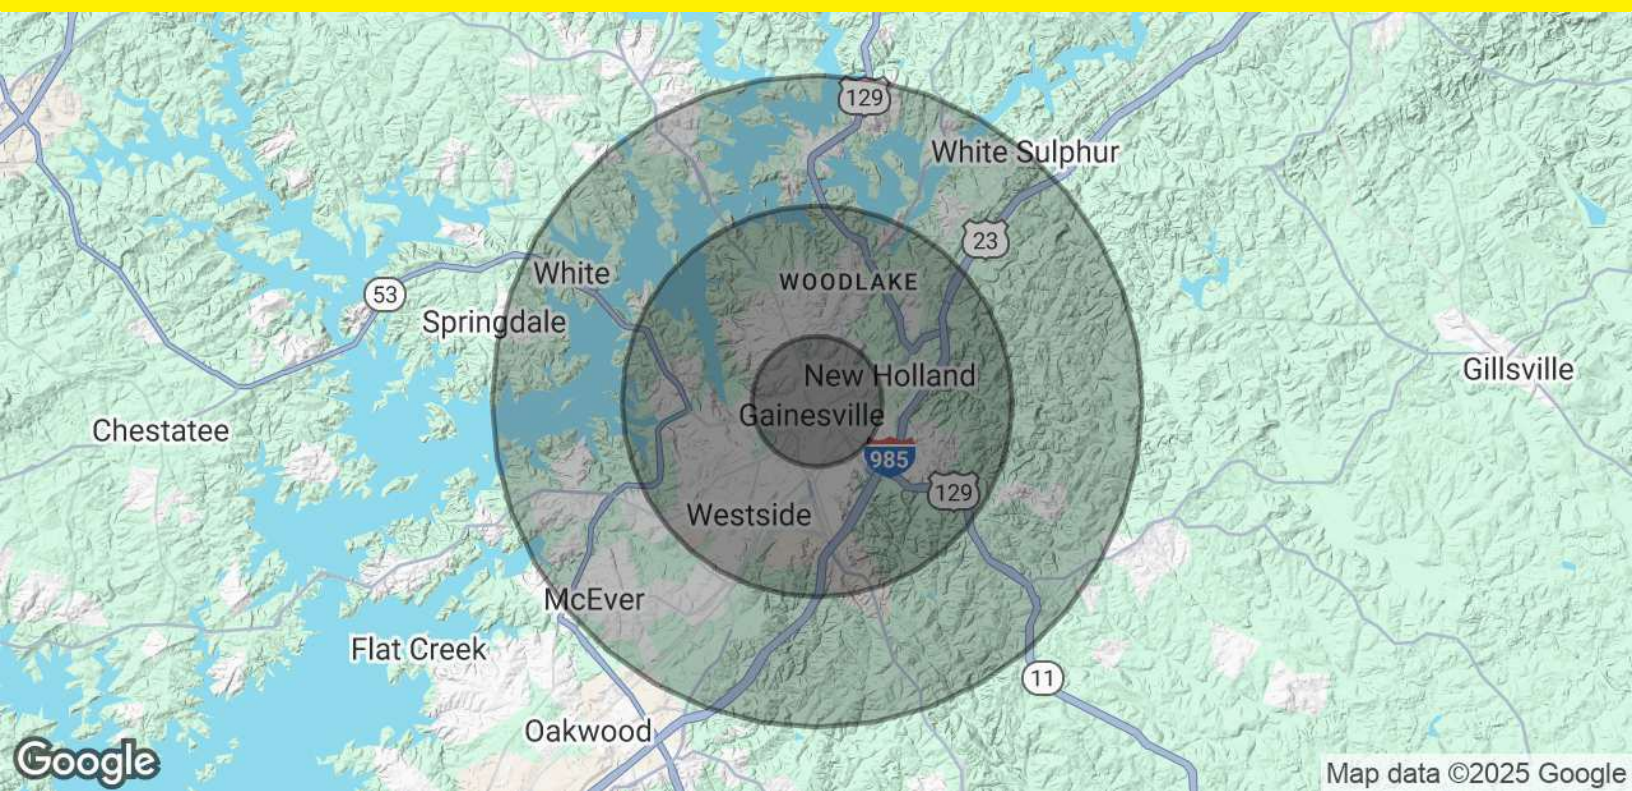 129
White Sulphur
23
White
WOODLAKE
53
Springdale
New Holland
Gillsville
Gainesville
Chestatee
985
129
Westside
McEver
Flat Creek
11
Oakwood
Google
Map data ©2025 Google